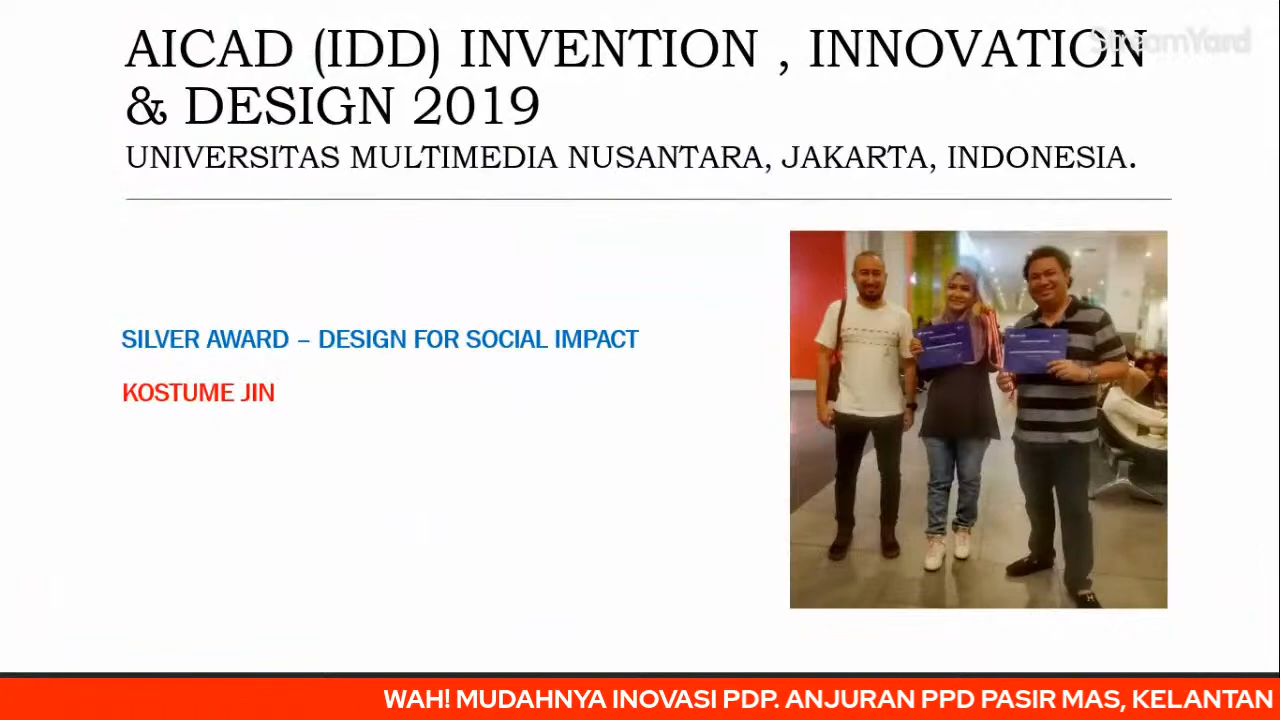 StreamYard
AICAD (IDD) INVENTION , INNOVATION
& DESIGN 2019
UNIVERSITAS MULTIMEDIA NUSANTARA, JAKARTA, INDONESIA.
SILVER AWARD – DESIGN FOR SOCIAL IMPACT
KOSTUME JIN
WAH! MUDAHNYA INOVASI PDP. ANJURAN PPD PASIR MAS, KELANTAN